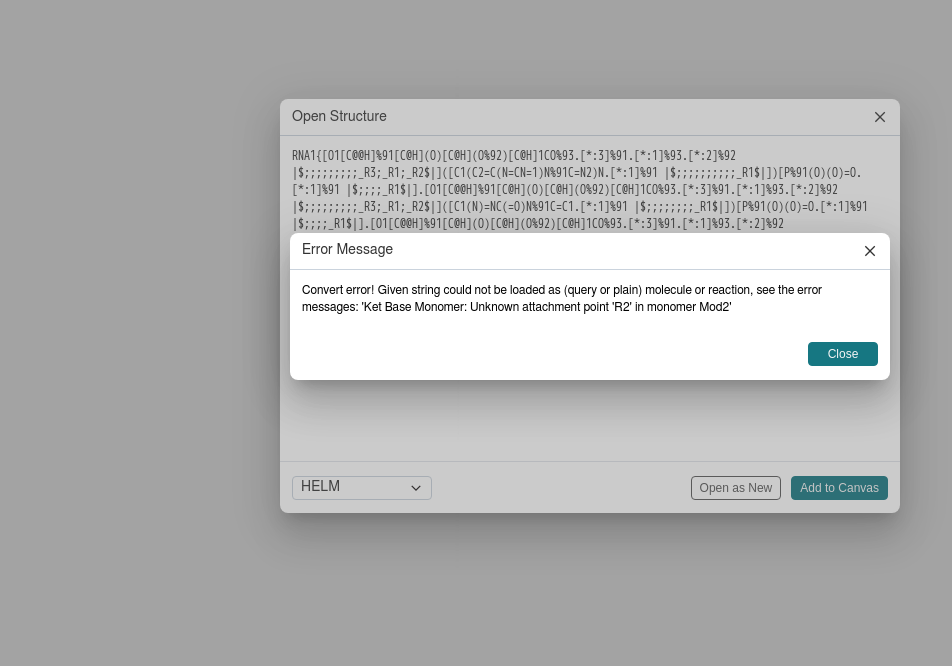 Open Structure
RNA1{[O1[C@@H]%91[C@H](O)[C@H](O%92)[C@H]1CO%93.[*:3]%91.[*:1]%93.[*:2]%92
|$;;;;;;;;;_R3;_R1;_R2$|]([C1(C2=C(N=CN=1)N%91C=N2)N.[*:1]%91 |$;;;;;;;;;;_R1$|])[P%91(O)(O)=O.
[*:1]%91 |$;;;;_R1$|].[O1[C@@H]%91[C@H](O)[C@H](O%92)[C@H]1CO%93.[*:3]%91.[*:1]%93.[*:2]%92
|$;;;;;;;;;_R3;_R1;_R2$|]([C1(N)=NC(=O)N%91C=C1.[*:1]%91 |$;;;;;;;;_R1$|])[P%91(O)(O)=O.[*:1]%91
|$;;;;_R1$|].[O1[C@@H]%91[C@H](O)[C@H](O%92)[C@H]1CO%93.[*:3]%91.[*:1]%93.[*:2]%92
Error Message
Convert error! Given string could not be loaded as (query or plain) molecule or reaction, see the error
messages: 'Ket Base Monomer: Unknown attachment point 'R2' in monomer Mod2'
Close
HELM
Open as New
Add to Canvas